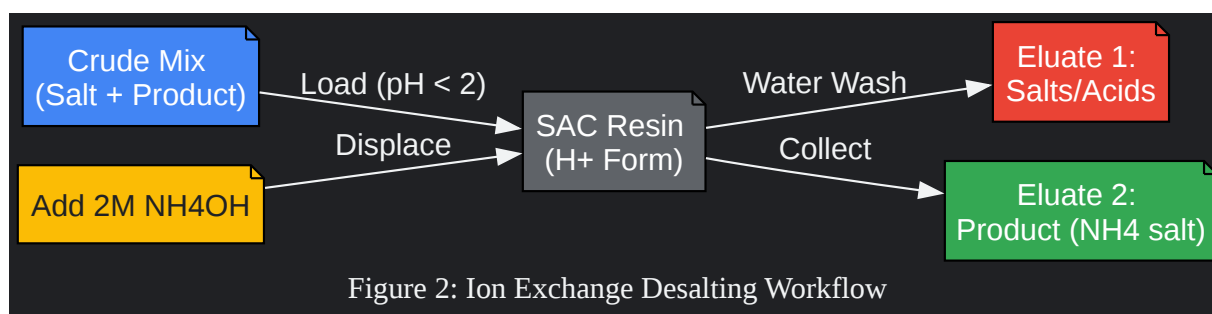 Crude Mix
(Salt + Product)
Load (pH < 2)
Add 2M NH4OH
Displace
SAC Resin
(H+ Form)
Water Wash
Eluate 1:
Salts/Acids
Collect
Eluate 2:
Product (NH4 salt)
Figure 2: Ion Exchange Desalting Workflow